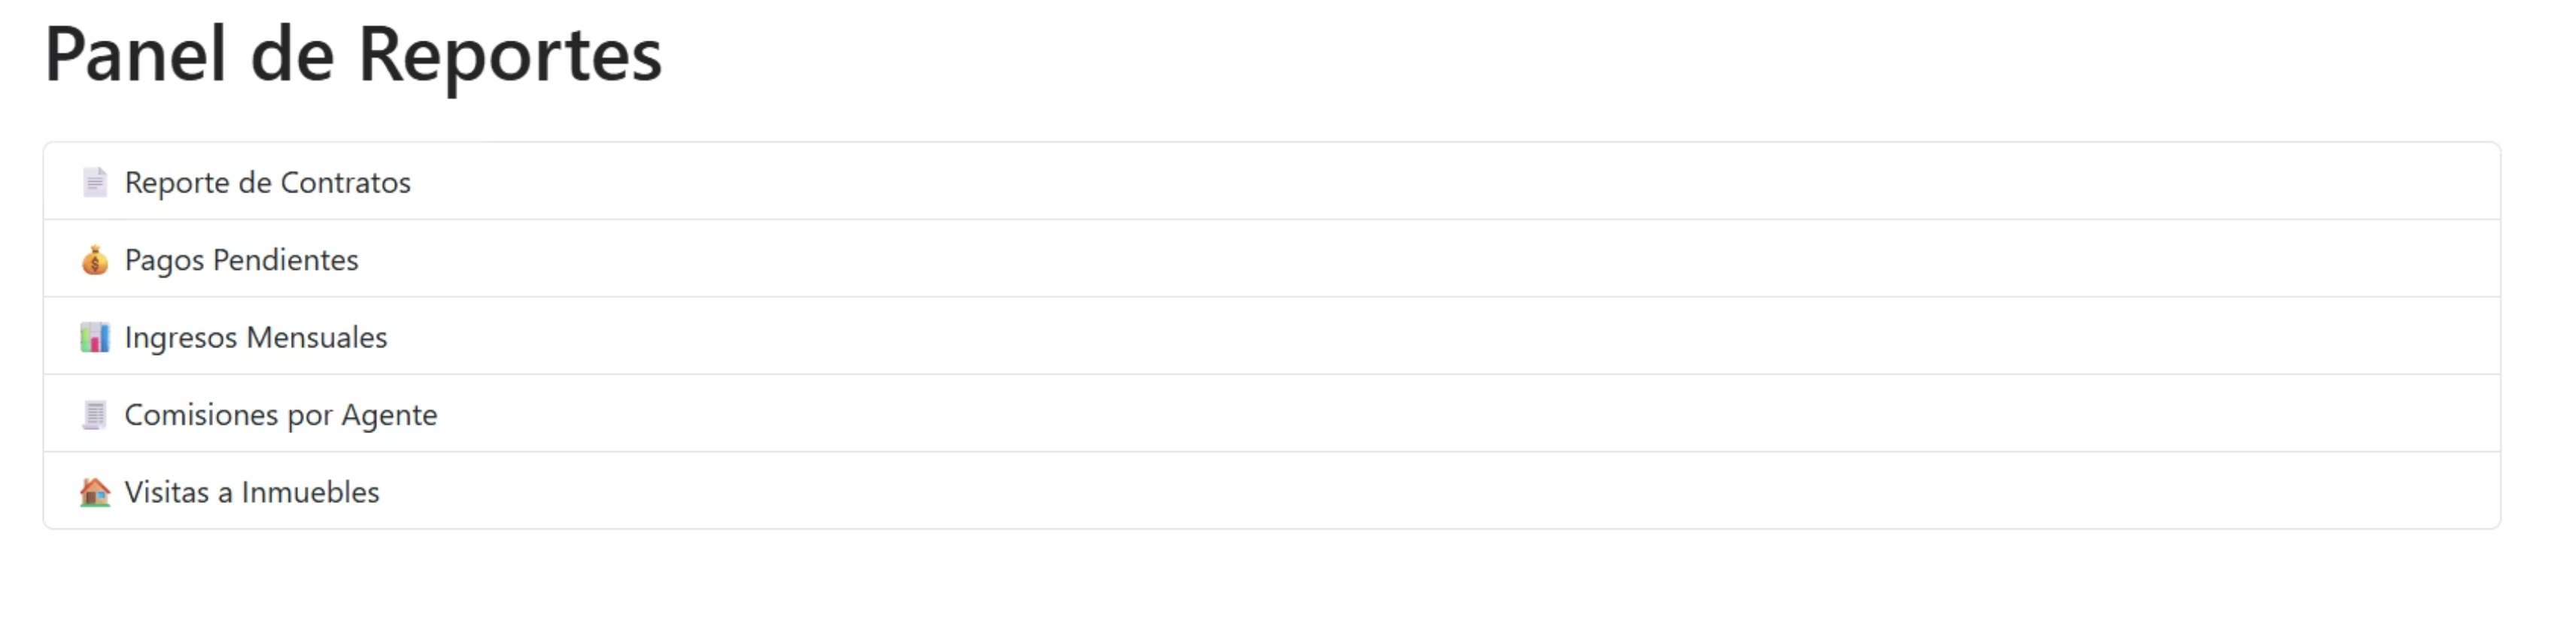 Panel de Reportes
Reporte de Contratos
Pagos Pendientes
Ingresos Mensuales
Comisiones por Agente
Visitas a Inmuebles